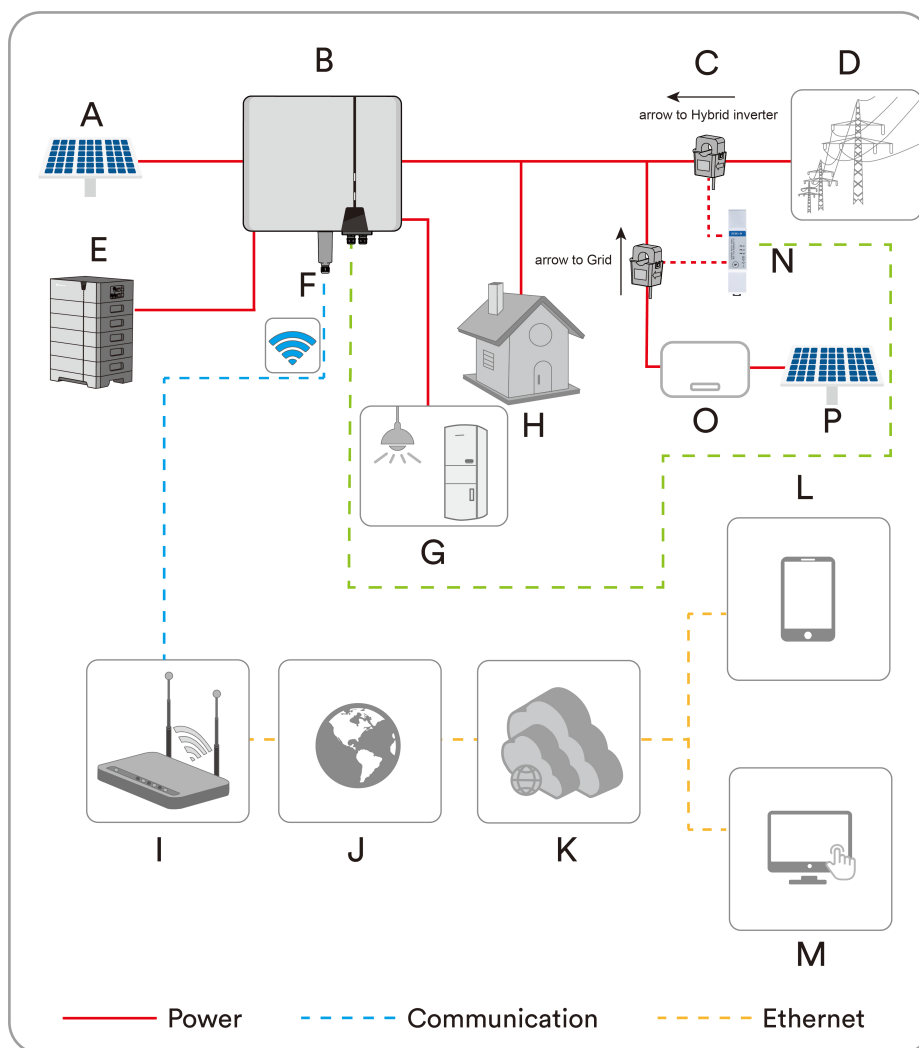 B
C
D
A
arrow to Hybrid inverter
E
F
N
arrow to Grid
H
O
P
G
L
I
J
K
M
Power
Communication
Ethernet